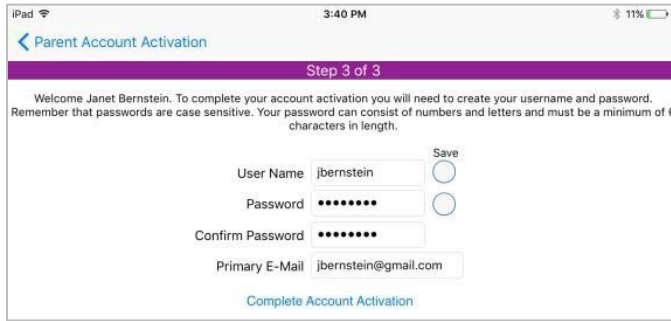 iPad 3:40 PM 11%
Parent Account Activation
Step 3 of 3
Welcome Janet Bernstein. To complete your account activation you will need to create your username and password.
Remember that passwords are case sensitive. Your password can consist of numbers and letters and must be a minimum of 6
characters in length.
Save
User Name jbernstein
Password ••••••••
Confirm Password ••••••••
Primary E-Mail jbernstein@gmail.com
Complete Account Activation